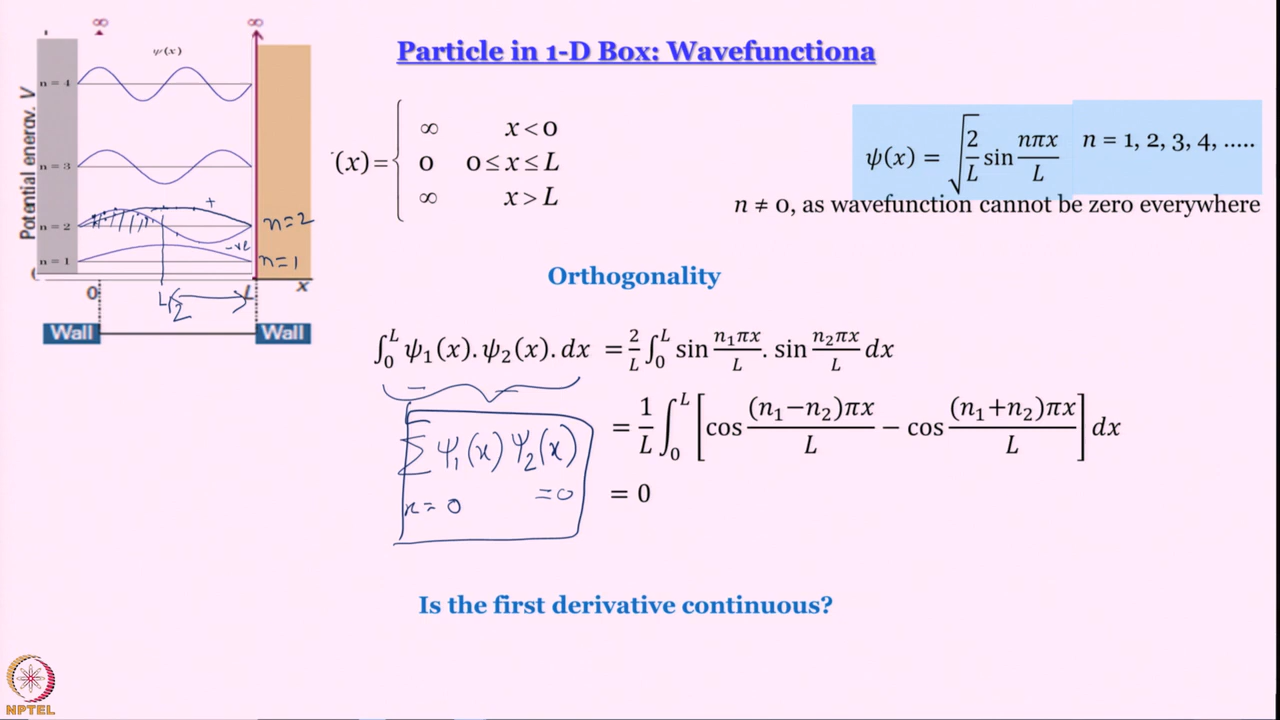 Particle in 1-D Box: Wavefunctiona
∞ ∞
ψ(x)
Potential energy, V
n = 4
n = 3
n = 2
n = 1
+
-ve
n=2
n=1
0 L/2 L x
Wall Wall
(x)= { ∞ x < 0
0 0 ≤ x ≤ L
∞ x > L
ψ(x) = √(2/L) sin nπx/L n = 1, 2, 3, 4, …..
n ≠ 0, as wavefunction cannot be zero everywhere
Orthogonality
∫₀ᴸ ψ₁(x). ψ₂(x). dx = 2/L ∫₀ᴸ sin n₁πx/L . sin n₂πx/L dx
= 1/L ∫₀ᴸ [cos (n₁−n₂)πx/L − cos (n₁+n₂)πx/L] dx
= 0
Σ ψ₁(x) ψ₂(x)
x = 0 = 0
Is the first derivative continuous?
NPTEL